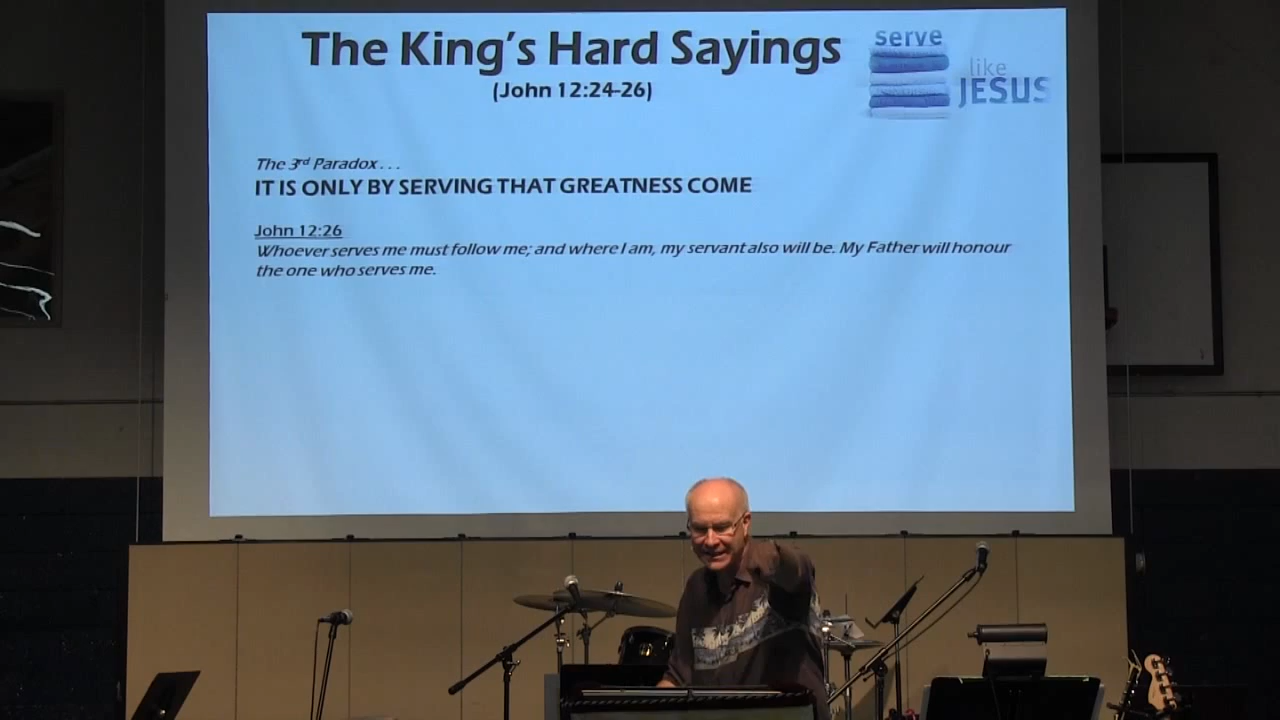 The King's Hard Sayings
(John 12:24-26)
serve
like
JESUS
The 3rd Paradox . . .
IT IS ONLY BY SERVING THAT GREATNESS COME
John 12:26
Whoever serves me must follow me; and where I am, my servant also will be. My Father will honour
the one who serves me.